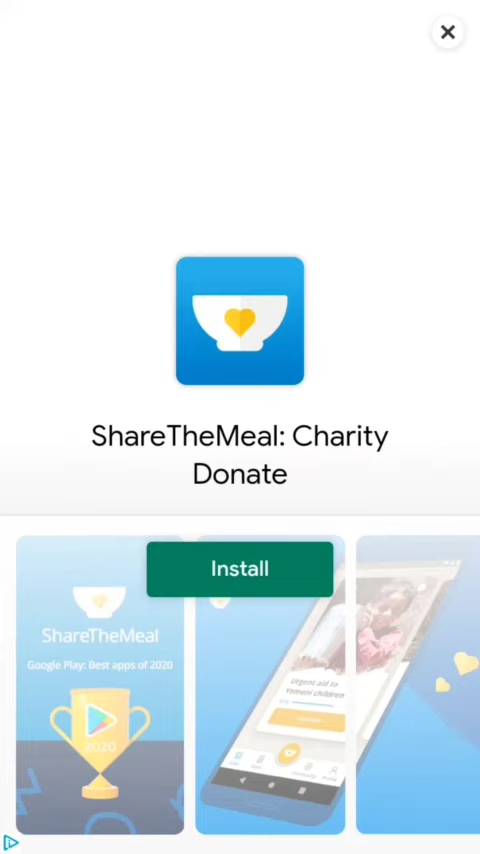 ShareTheMeal: Charity
Donate
Install
ShareTheMeal
Google Play: Best apps of 2020
2020
Urgent aid to
Yemeni children